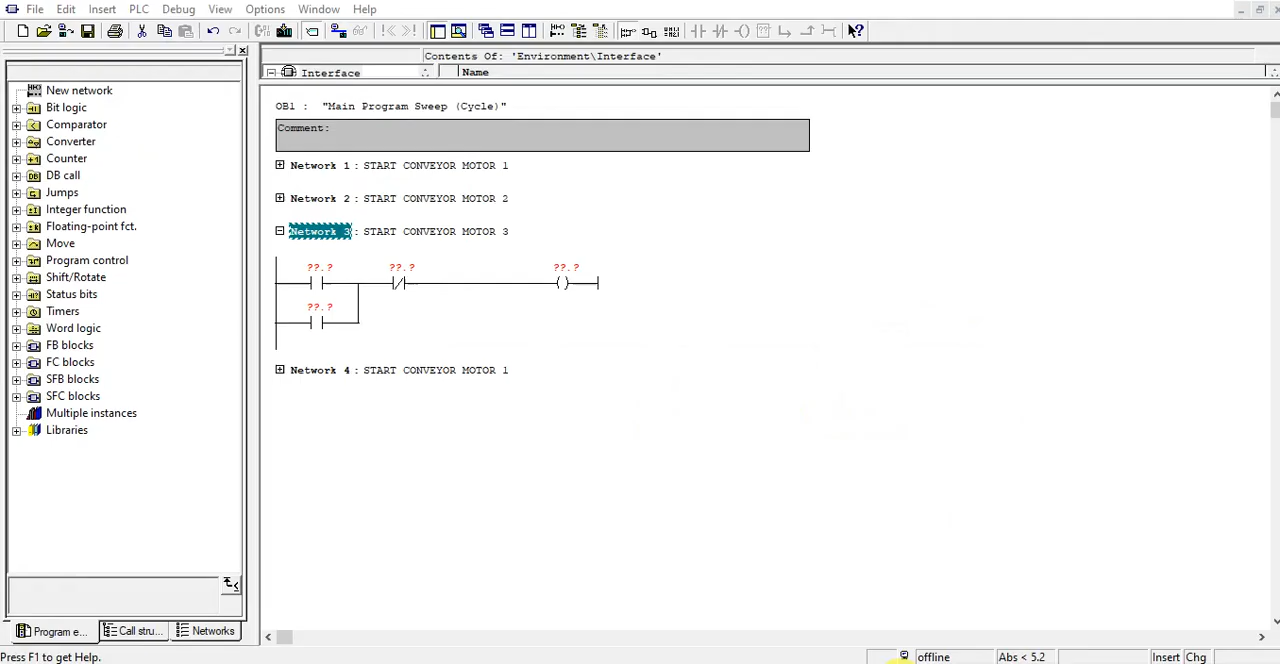 File Edit Insert PLC Debug View Options Window Help
Contents Of: 'Environment\Interface'
Interface Name
New network
Bit logic
Comparator
Converter
Counter
DB call
Jumps
Integer function
Floating-point fct.
Move
Program control
Shift/Rotate
Status bits
Timers
Word logic
FB blocks
FC blocks
SFB blocks
SFC blocks
Multiple instances
Libraries
OB1 : "Main Program Sweep (Cycle)"
Comment:
Network 1 : START CONVEYOR MOTOR 1
Network 2 : START CONVEYOR MOTOR 2
Network 3 : START CONVEYOR MOTOR 3
??.? ??.? ??.?
??.?
Network 4 : START CONVEYOR MOTOR 1
Program e... Call stru... Networks
Press F1 to get Help. offline Abs < 5.2 Insert Chg